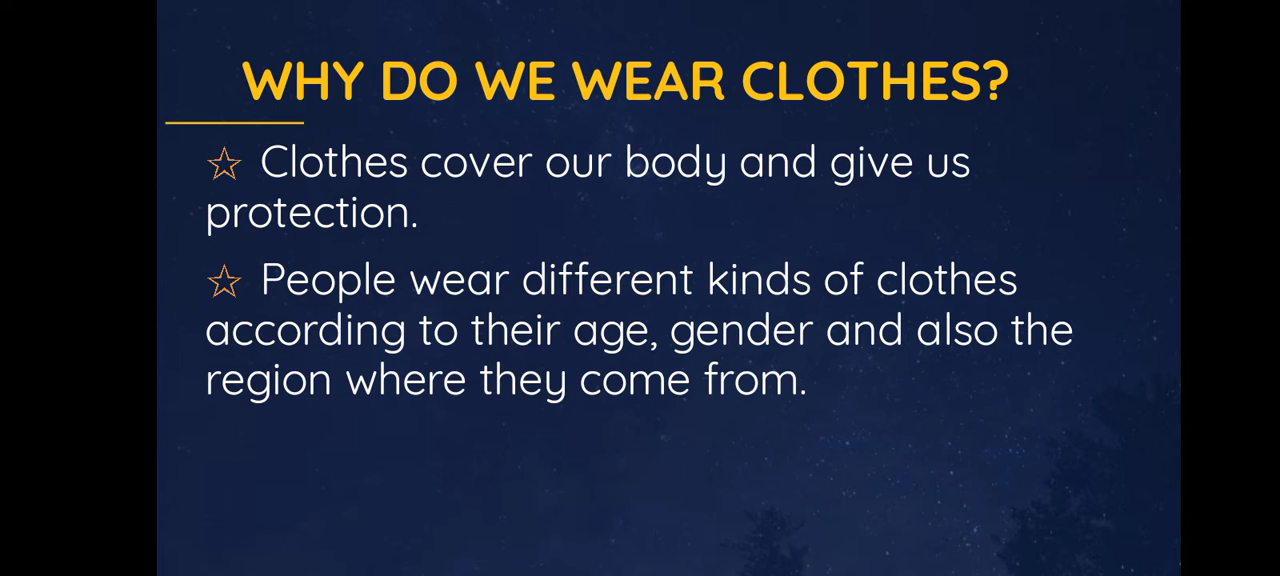 WHY DO WE WEAR CLOTHES?
☆ Clothes cover our body and give us
protection.
☆ People wear different kinds of clothes
according to their age, gender and also the
region where they come from.